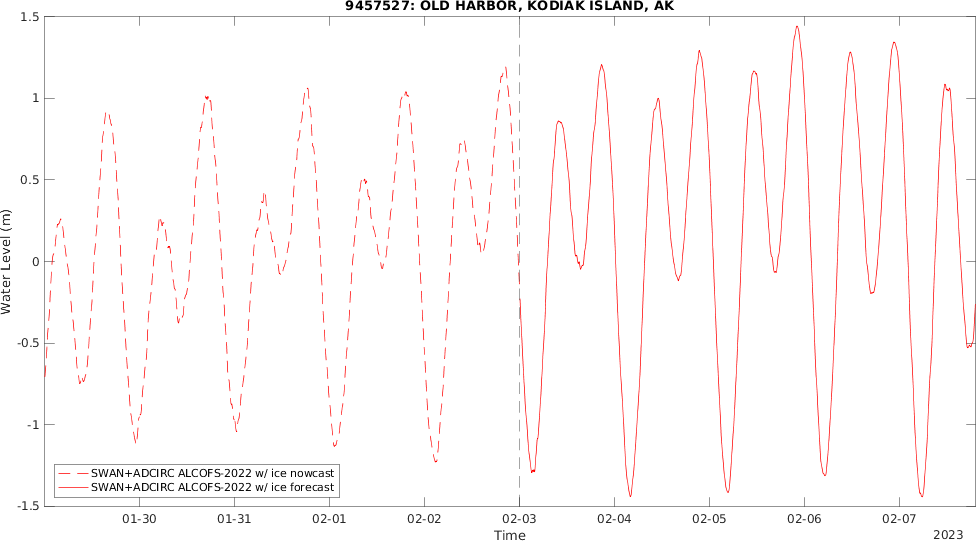 9457527: OLD HARBOR, KODIAK ISLAND, AK
1.5
1
0.5
0
-0.5
-1
-1.5
Water Level (m)
SWAN+ADCIRC ALCOFS-2022 w/ ice nowcast
SWAN+ADCIRC ALCOFS-2022 w/ ice forecast
01-30 01-31 02-01 02-02 02-03 02-04 02-05 02-06 02-07
Time
2023